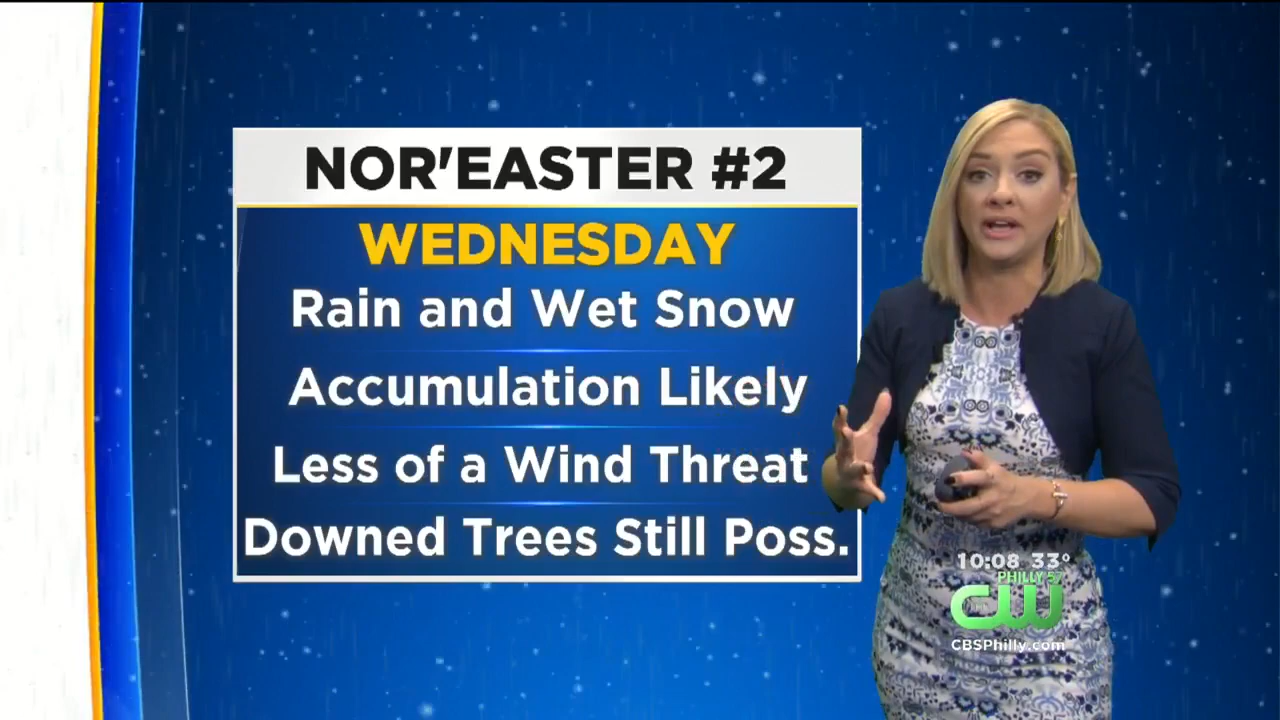 NOR'EASTER #2
WEDNESDAY
Rain and Wet Snow
Accumulation Likely
Less of a Wind Threat
Downed Trees Still Poss.
10:08 33°
PHILLY 57
CW
CBSPhilly.com